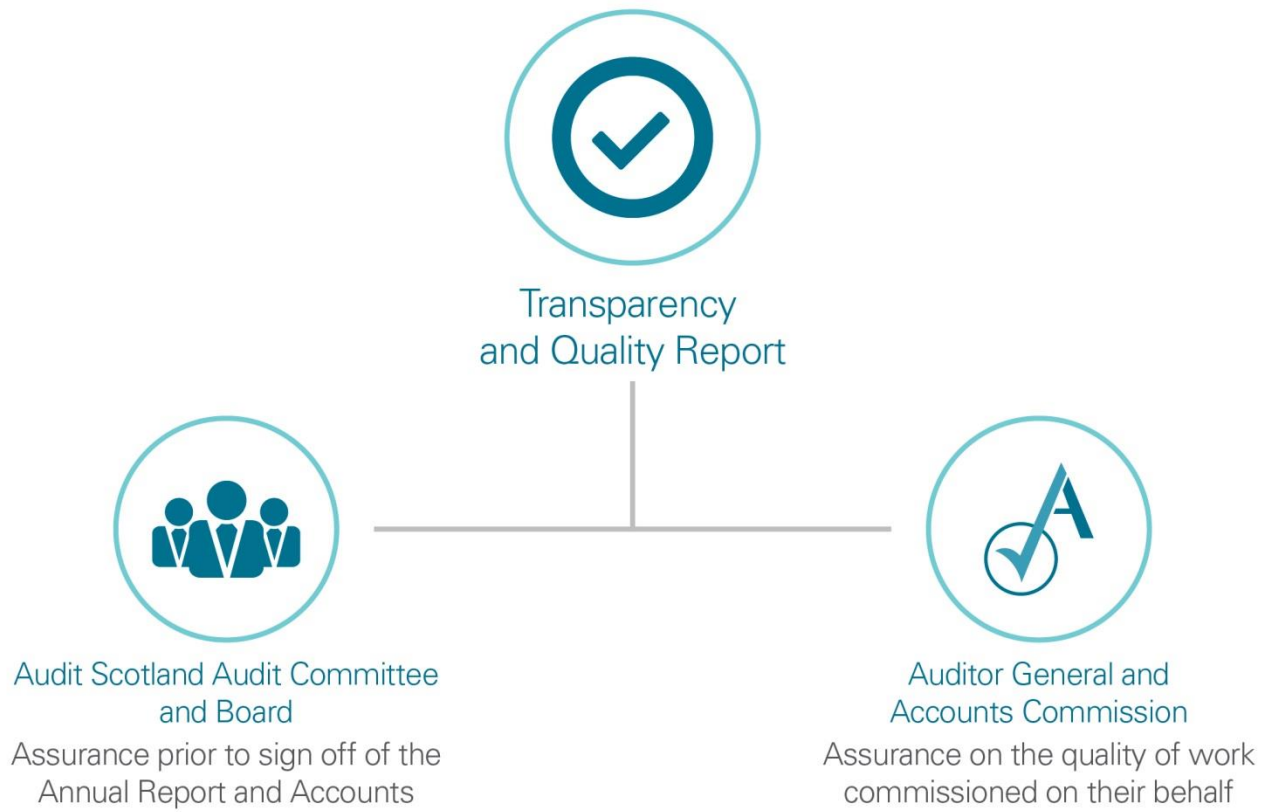 Transparency
and Quality Report
Audit Scotland Audit Committee
and Board
Assurance prior to sign off of the
Annual Report and Accounts
Auditor General and
Accounts Commission
Assurance on the quality of work
commissioned on their behalf